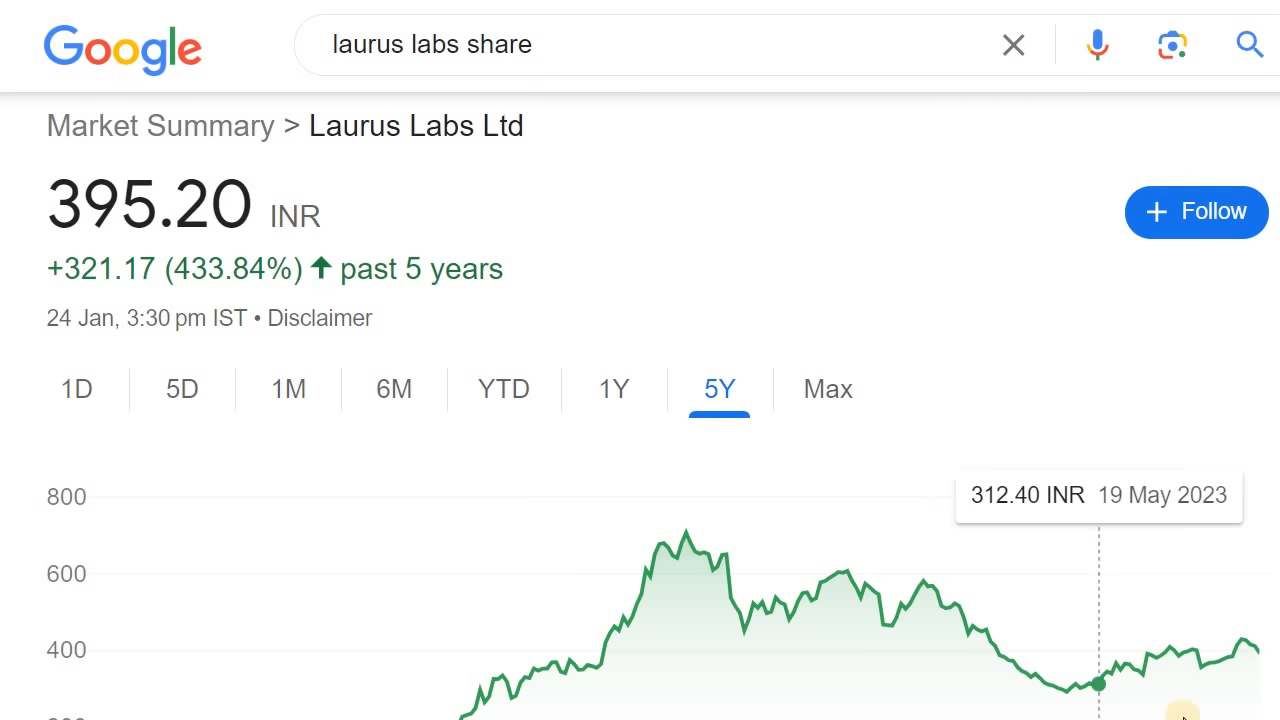 Google
laurus labs share
Market Summary > Laurus Labs Ltd
395.20 INR
+ Follow
+321.17 (433.84%) ↑ past 5 years
24 Jan, 3:30 pm IST • Disclaimer
1D 5D 1M 6M YTD 1Y 5Y Max
312.40 INR 19 May 2023
800
600
400